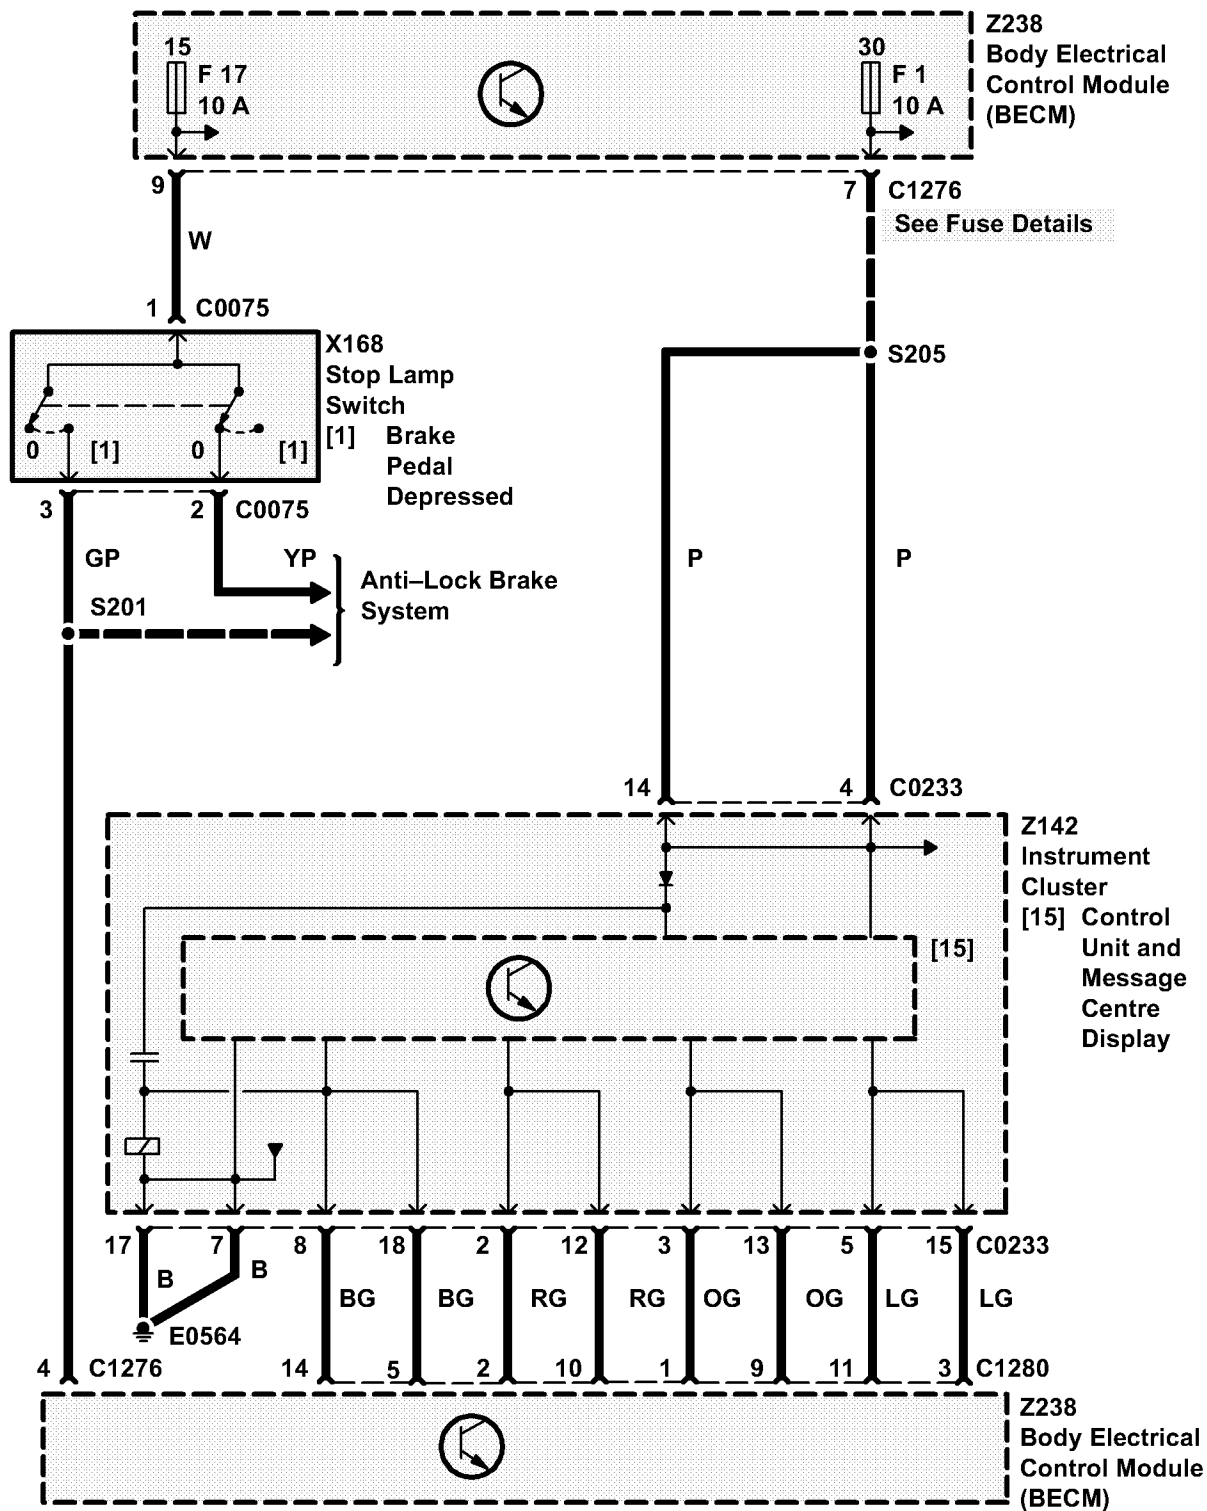 Z238
Body Electrical
Control Module
(BECM)
15
F 17
10 A
30
F 1
10 A
9
7
C1276
See Fuse Details
W
1
C0075
X168
Stop Lamp
Switch
[1] Brake
Pedal
Depressed
0
[1]
0
[1]
S205
3
2
C0075
GP
YP
Anti–Lock Brake
System
S201
P
P
14
4
C0233
Z142
Instrument
Cluster
[15] Control
Unit and
Message
Centre
Display
[15]
17
7
8
18
2
12
3
13
5
15
C0233
B
B
BG
BG
RG
RG
OG
OG
LG
LG
E0564
4
C1276
14
5
2
10
1
9
11
3
C1280
Z238
Body Electrical
Control Module
(BECM)